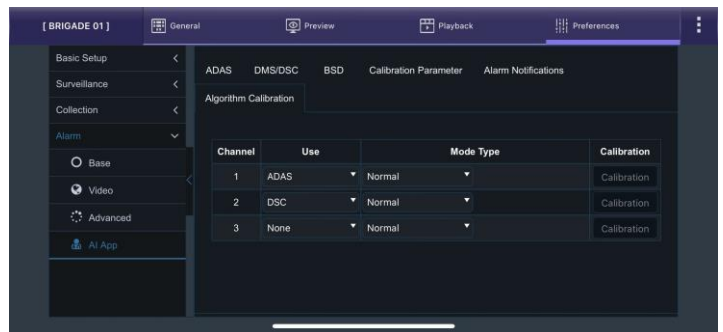 [ BRIGADE 01 ] General Preview Playback Preferences
Basic Setup
Surveillance
Collection
Alarm
Base
Video
Advanced
AI App
ADAS DMS/DSC BSD Calibration Parameter Alarm Notifications
Algorithm Calibration
Channel Use Mode Type Calibration
1 ADAS Normal Calibration
2 DSC Normal Calibration
3 None Normal Calibration